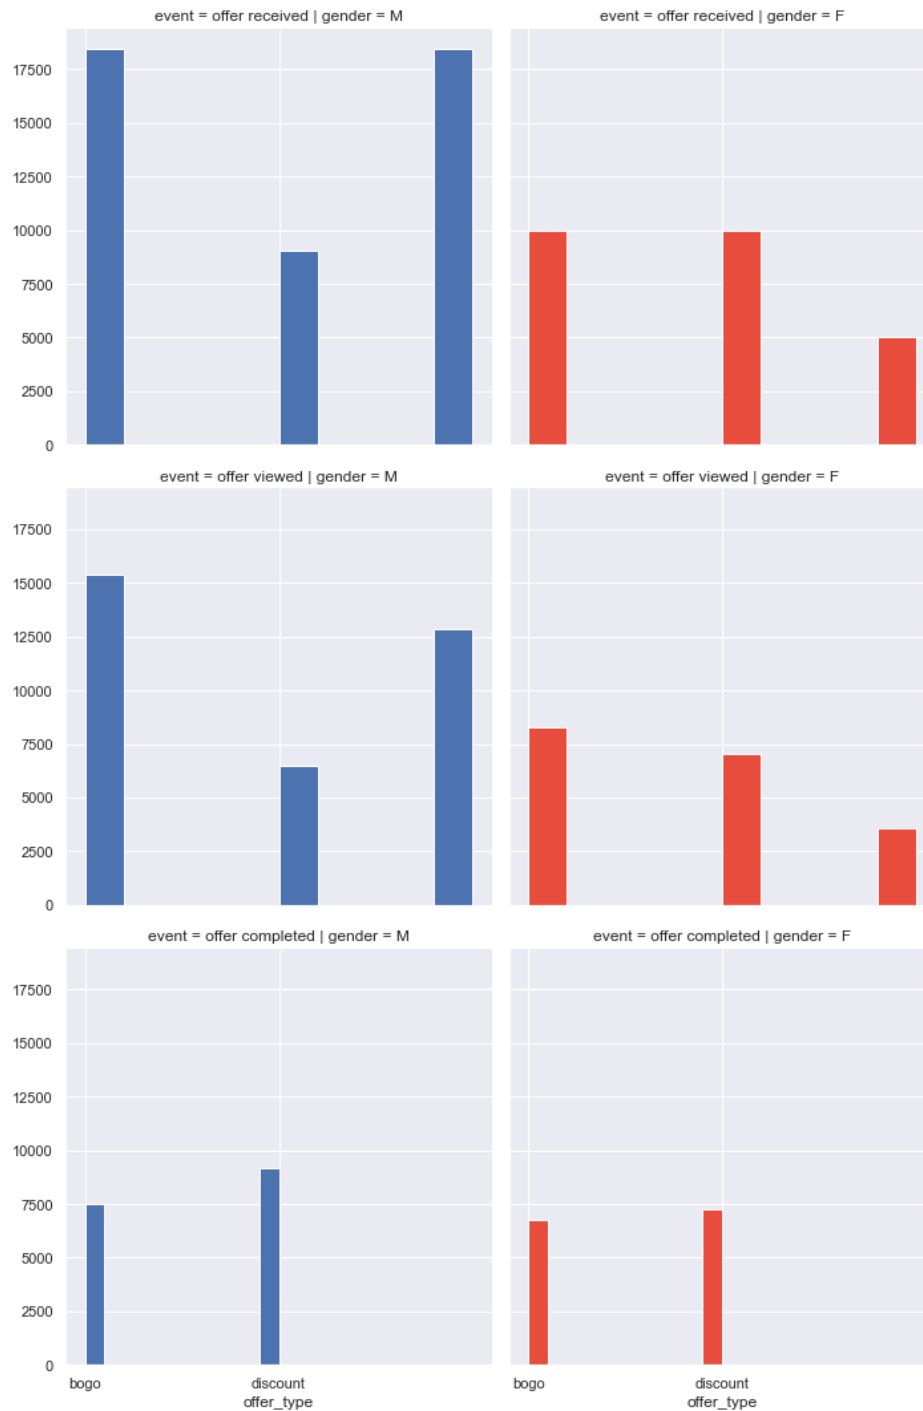 event = offer received | gender = M
event = offer received | gender = F
17500
15000
12500
10000
7500
5000
2500
0
event = offer viewed | gender = M
event = offer viewed | gender = F
17500
15000
12500
10000
7500
5000
2500
0
event = offer completed | gender = M
event = offer completed | gender = F
17500
15000
12500
10000
7500
5000
2500
0
bogo
discount
bogo
discount
offer_type
offer_type